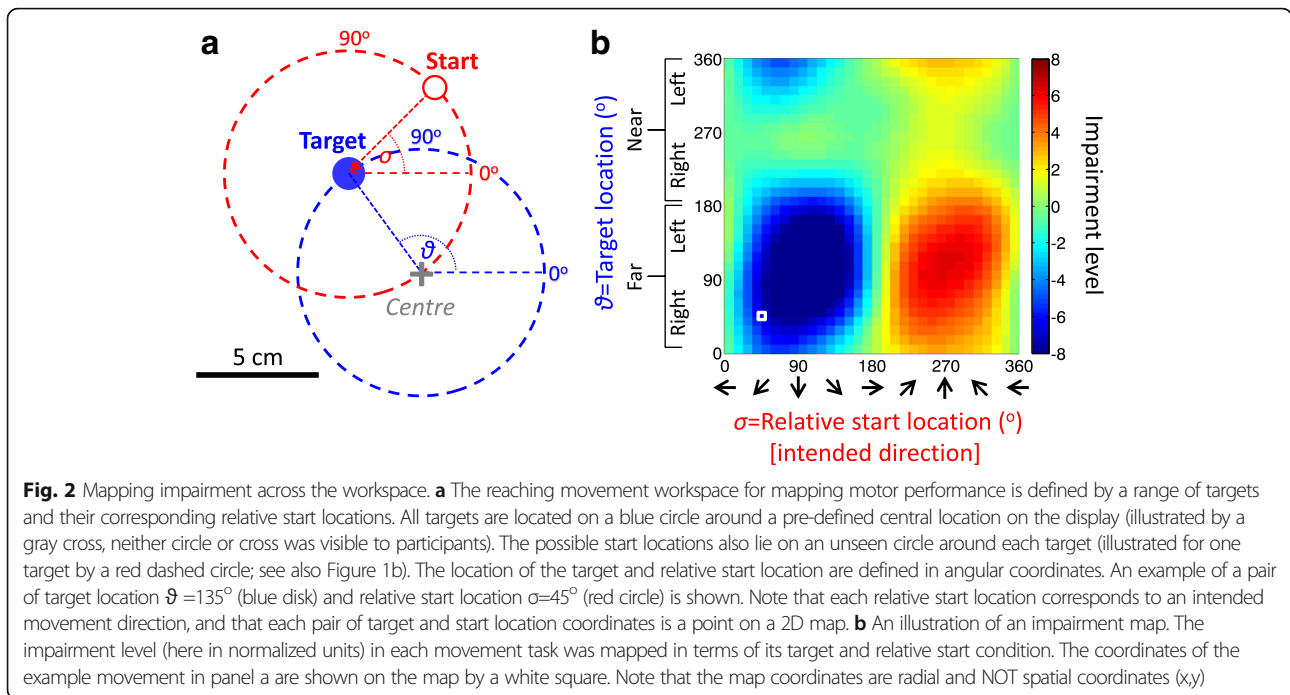 a
90°
Start
Target
90°
σ
0°
ϑ
0°
Centre
5 cm
b
ϑ=Target location (°)
Near
Far
Left
Right
Left
Right
360
270
180
90
0
0 90 180 270 360
← ↙ ↓ ↘ → ↗ ↑ ↖ ←
σ=Relative start location (°)
[intended direction]
8
6
4
2
0
-2
-4
-6
-8
Impairment level
Fig. 2 Mapping impairment across the workspace. a The reaching movement workspace for mapping motor performance is defined by a range of targets
and their corresponding relative start locations. All targets are located on a blue circle around a pre-defined central location on the display (illustrated by a
gray cross, neither circle or cross was visible to participants). The possible start locations also lie on an unseen circle around each target (illustrated for one
target by a red dashed circle; see also Figure 1b). The location of the target and relative start location are defined in angular coordinates. An example of a pair
of target location ϑ =135° (blue disk) and relative start location σ=45° (red circle) is shown. Note that each relative start location corresponds to an intended
movement direction, and that each pair of target and start location coordinates is a point on a 2D map. b An illustration of an impairment map. The
impairment level (here in normalized units) in each movement task was mapped in terms of its target and relative start condition. The coordinates of the
example movement in panel a are shown on the map by a white square. Note that the map coordinates are radial and NOT spatial coordinates (x,y)